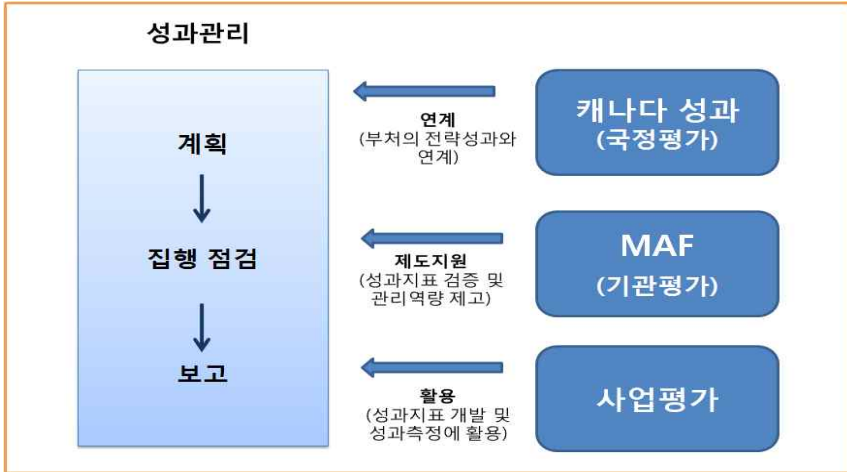 성과관리
계획
집행 점검
보고
연계
(부처의 전략성과와
연계)
제도지원
(성과지표 검증 및
관리역량 제고)
활용
(성과지표 개발 및
성과측정에 활용)
캐나다 성과
(국정평가)
MAF
(기관평가)
사업평가